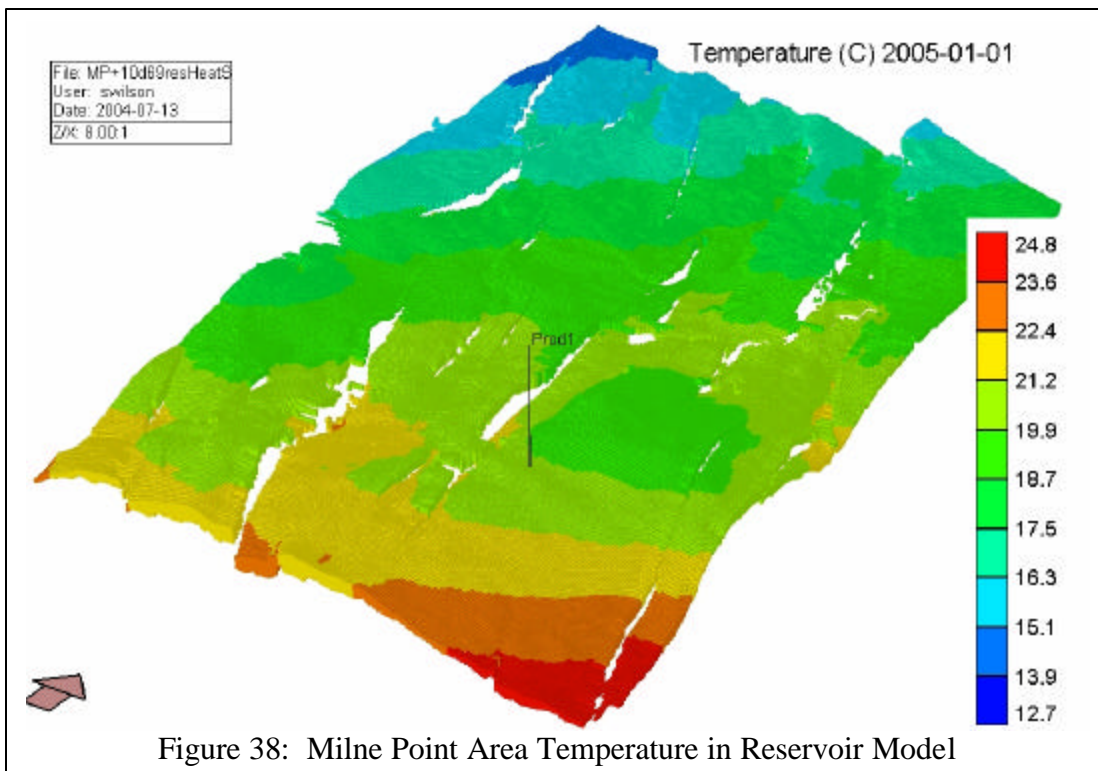 Temperature (C) 2005-01-01
File: MP+10d69resHeatS
User: swilson
Date: 2004-07-13
Z/X: 8.00:1
Prod1
24.8
23.6
22.4
21.2
19.9
18.7
17.5
16.3
15.1
13.9
12.7
Figure 38: Milne Point Area Temperature in Reservoir Model